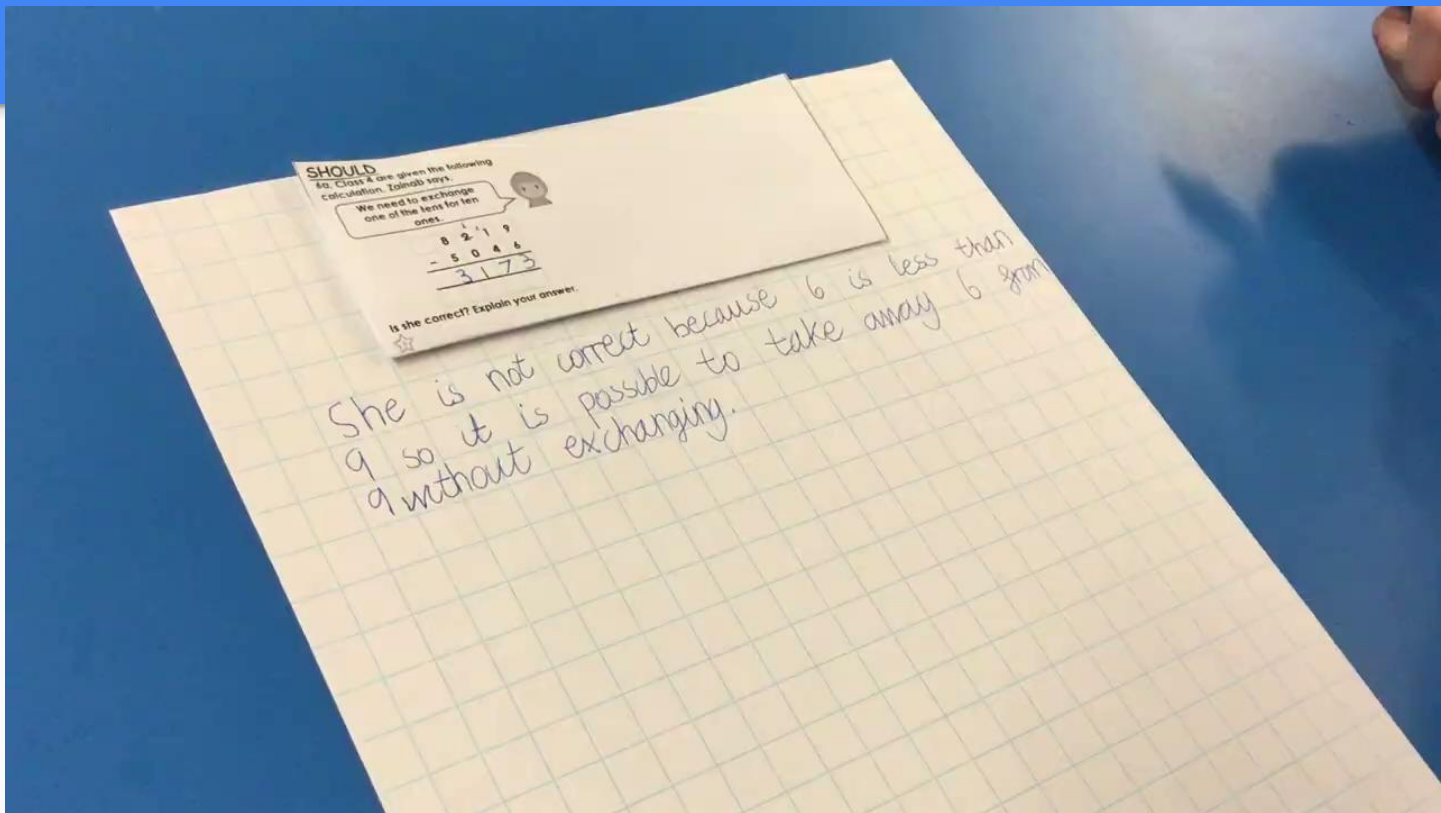 SHOULD
6a. Class 4 are given the following
calculation. Zainab says,
We need to exchange
one of the tens for ten
ones.
1 1
8 2 1 9
- 5 0 4 6
3 1 7 3
Is she correct? Explain your answer.
She is not correct because 6 is less than
9 so it is possible to take away 6 from
9 without exchanging.